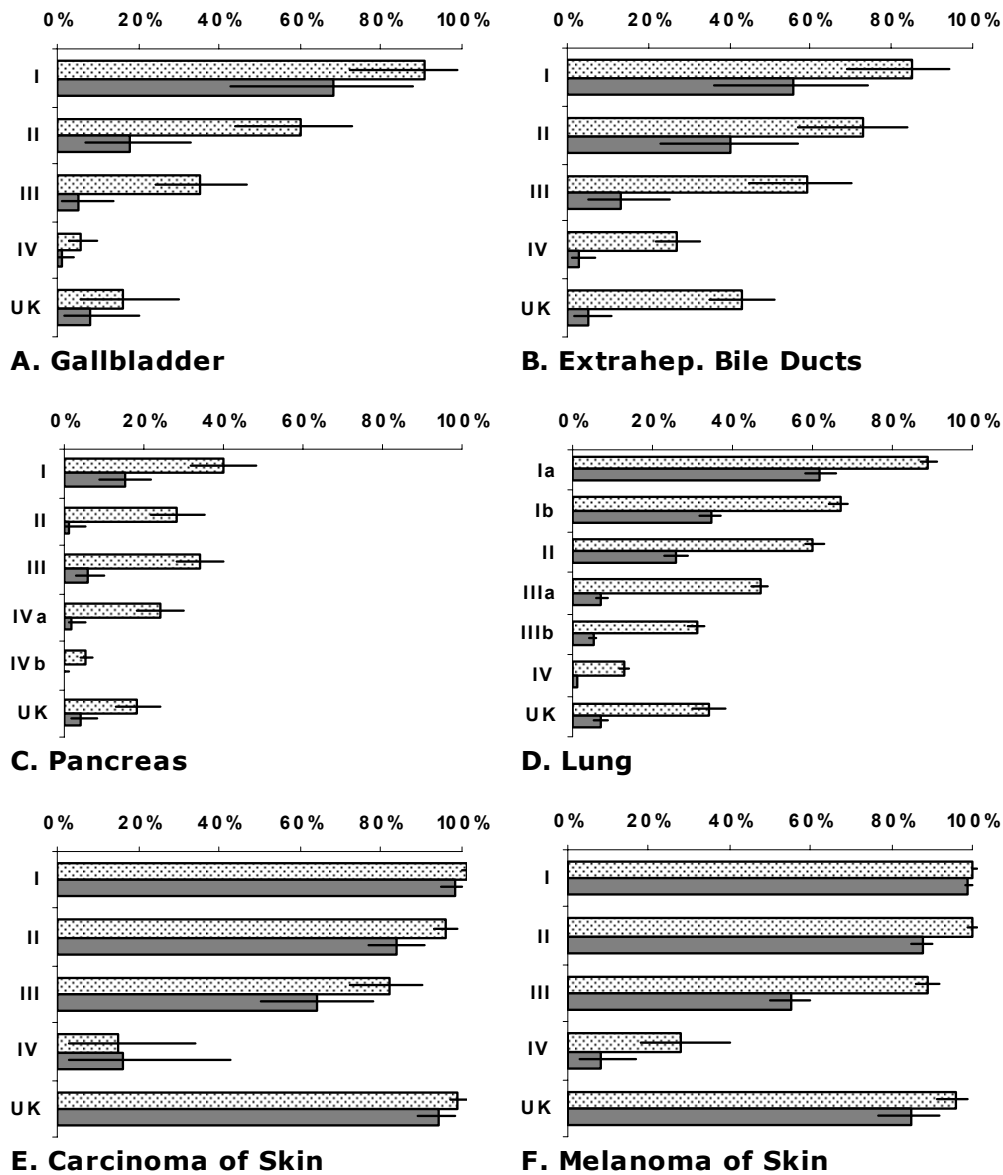 0% 20% 40% 60% 80% 100%
I
II
III
IV
UK
A. Gallbladder
0% 20% 40% 60% 80% 100%
I
II
III
IV
UK
B. Extrahep. Bile Ducts
0% 20% 40% 60% 80% 100%
I
II
III
IVa
IVb
UK
C. Pancreas
0% 20% 40% 60% 80% 100%
Ia
Ib
II
IIIa
IIIb
IV
UK
D. Lung
0% 20% 40% 60% 80% 100%
I
II
III
IV
UK
E. Carcinoma of Skin
0% 20% 40% 60% 80% 100%
I
II
III
IV
UK
F. Melanoma of Skin